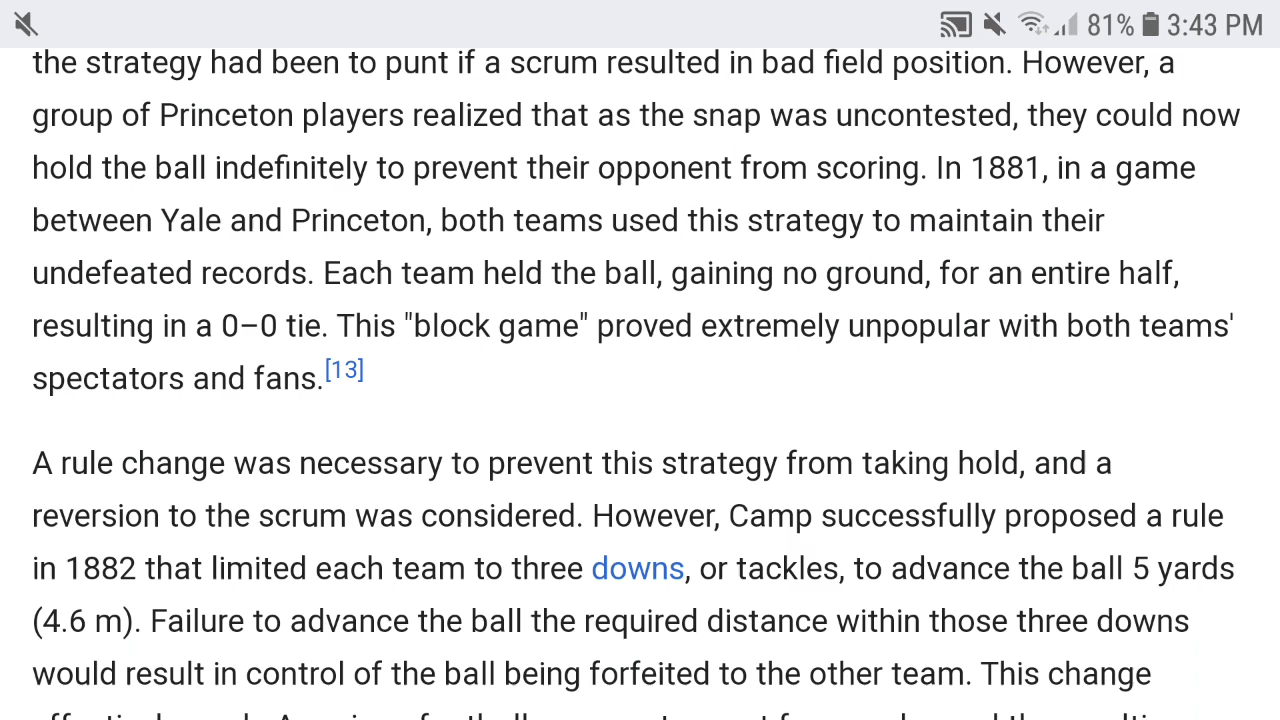 81% 3:43 PM
the strategy had been to punt if a scrum resulted in bad field position. However, a
group of Princeton players realized that as the snap was uncontested, they could now
hold the ball indefinitely to prevent their opponent from scoring. In 1881, in a game
between Yale and Princeton, both teams used this strategy to maintain their
undefeated records. Each team held the ball, gaining no ground, for an entire half,
resulting in a 0–0 tie. This "block game" proved extremely unpopular with both teams'
spectators and fans.[13]
A rule change was necessary to prevent this strategy from taking hold, and a
reversion to the scrum was considered. However, Camp successfully proposed a rule
in 1882 that limited each team to three downs, or tackles, to advance the ball 5 yards
(4.6 m). Failure to advance the ball the required distance within those three downs
would result in control of the ball being forfeited to the other team. This change